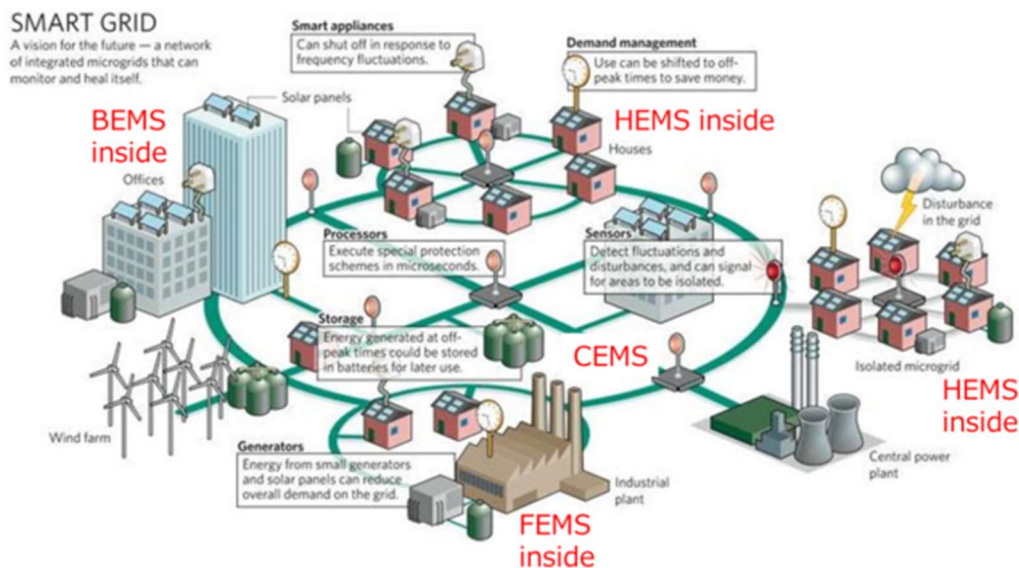 SMART GRID
A vision for the future — a network
of integrated microgrids that can
monitor and heal itself.
Smart appliances
Can shut off in response to
frequency fluctuations.
Demand management
Use can be shifted to off-
peak times to save money.
Solar panels
BEMS
inside
HEMS inside
Houses
Offices
Disturbance
in the grid
Processors
Execute special protection
schemes in microseconds.
Sensors
Detect fluctuations and
disturbances, and can signal
for areas to be isolated.
Storage
Energy generated at off-
peak times could be stored
in batteries for later use.
CEMS
Isolated microgrid
HEMS
inside
Wind farm
Generators
Energy from small generators
and solar panels can reduce
overall demand on the grid.
Central power
plant
Industrial
plant
FEMS
inside